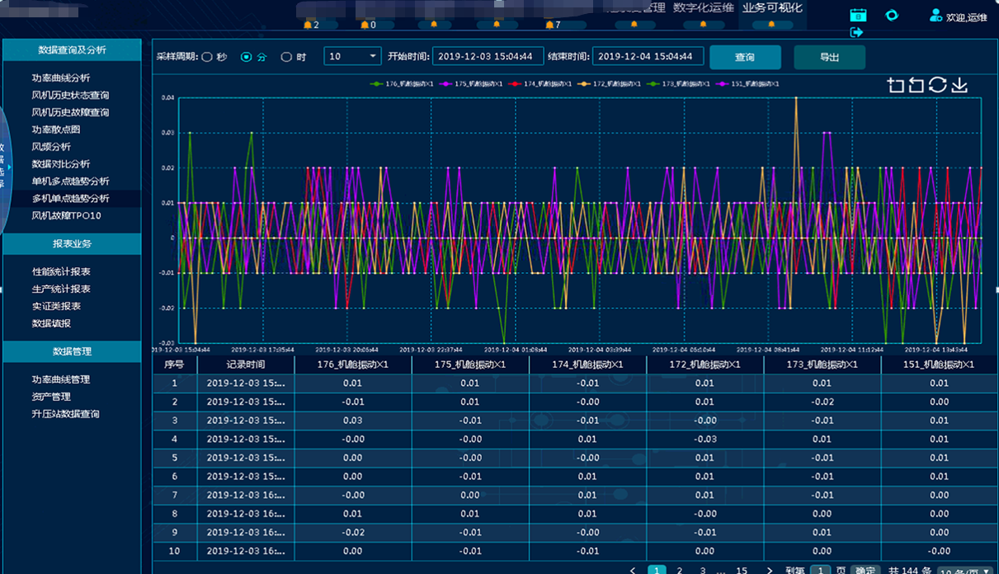 管理 数字化运维 业务可视化
2 0 7
欢迎,运维
数据查询及分析
功率曲线分析
风机历史状态查询
风机历史故障查询
功率散点图
风频分析
数据对比分析
单机多点趋势分析
多机单点趋势分析
风机故障TPO10
报表业务
性能统计报表
生产统计报表
实证类报表
数据填报
数据管理
功率曲线管理
资产管理
升压站数据查询
采样周期: 秒 分 时 10 开始时间: 2019-12-03 15:04:44 结束时间: 2019-12-04 15:04:44 查询 导出
176_机舱振动X1 175_机舱振动X1 174_机舱振动X1 172_机舱振动X1 173_机舱振动X1 151_机舱振动X1
0.04
0.03
0.02
0.01
0
-0.01
-0.02
-0.03
019-12-03 15:04:44 2019-12-03 17:35:44 2019-12-03 20:06:44 2019-12-03 22:37:44 2019-12-04 01:08:44 2019-12-04 03:39:44 2019-12-04 06:10:44 2019-12-04 08:41:44 2019-12-04 11:12:44 2019-12-04 13:43:44
序号 记录时间 176_机舱振动X1 175_机舱振动X1 174_机舱振动X1 172_机舱振动X1 173_机舱振动X1 151_机舱振动X1
1 2019-12-03 15:... 0.01 0.01 -0.01 0.01 0.01 0.01
2 2019-12-03 15:... -0.01 0.01 -0.00 0.01 -0.02 0.00
3 2019-12-03 15:... 0.03 -0.01 -0.01 -0.00 -0.01 0.01
4 2019-12-03 15:... -0.00 -0.00 0.01 -0.03 0.01 0.01
5 2019-12-03 15:... 0.00 -0.00 -0.00 0.01 -0.01 0.01
6 2019-12-03 15:... 0.00 -0.01 0.01 0.01 -0.01 0.01
7 2019-12-03 16:... -0.00 0.00 0.01 0.01 -0.01 0.00
8 2019-12-03 16:... 0.01 0.01 0.01 -0.00 0.00 0.00
9 2019-12-03 16:... -0.02 -0.01 -0.00 -0.01 0.01 0.00
10 2019-12-03 16:... 0.00 -0.01 -0.01 0.00 0.00 -0.00
< 1 2 3 ... 15 > 到第 1 页 确定 共 144 条 10 条/页